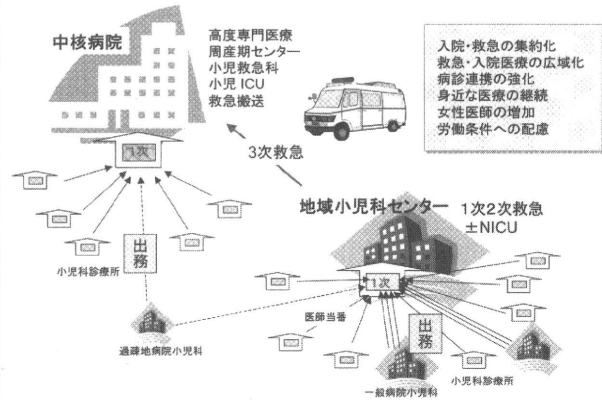 中核病院
高度専門医療
周産期センター
小児救急科
小児ICU
救急搬送
入院・救急の集約化
救急・入院医療の広域化
病診連携の強化
身近な医療の継続
女性医師の増加
労働条件への配慮
1次
3次救急
地域小児科センター
1次2次救急
±NICU
出務
小児科診療所
1次
医師当番
出務
過疎地病院小児科
小児科診療所
一般病院小児科